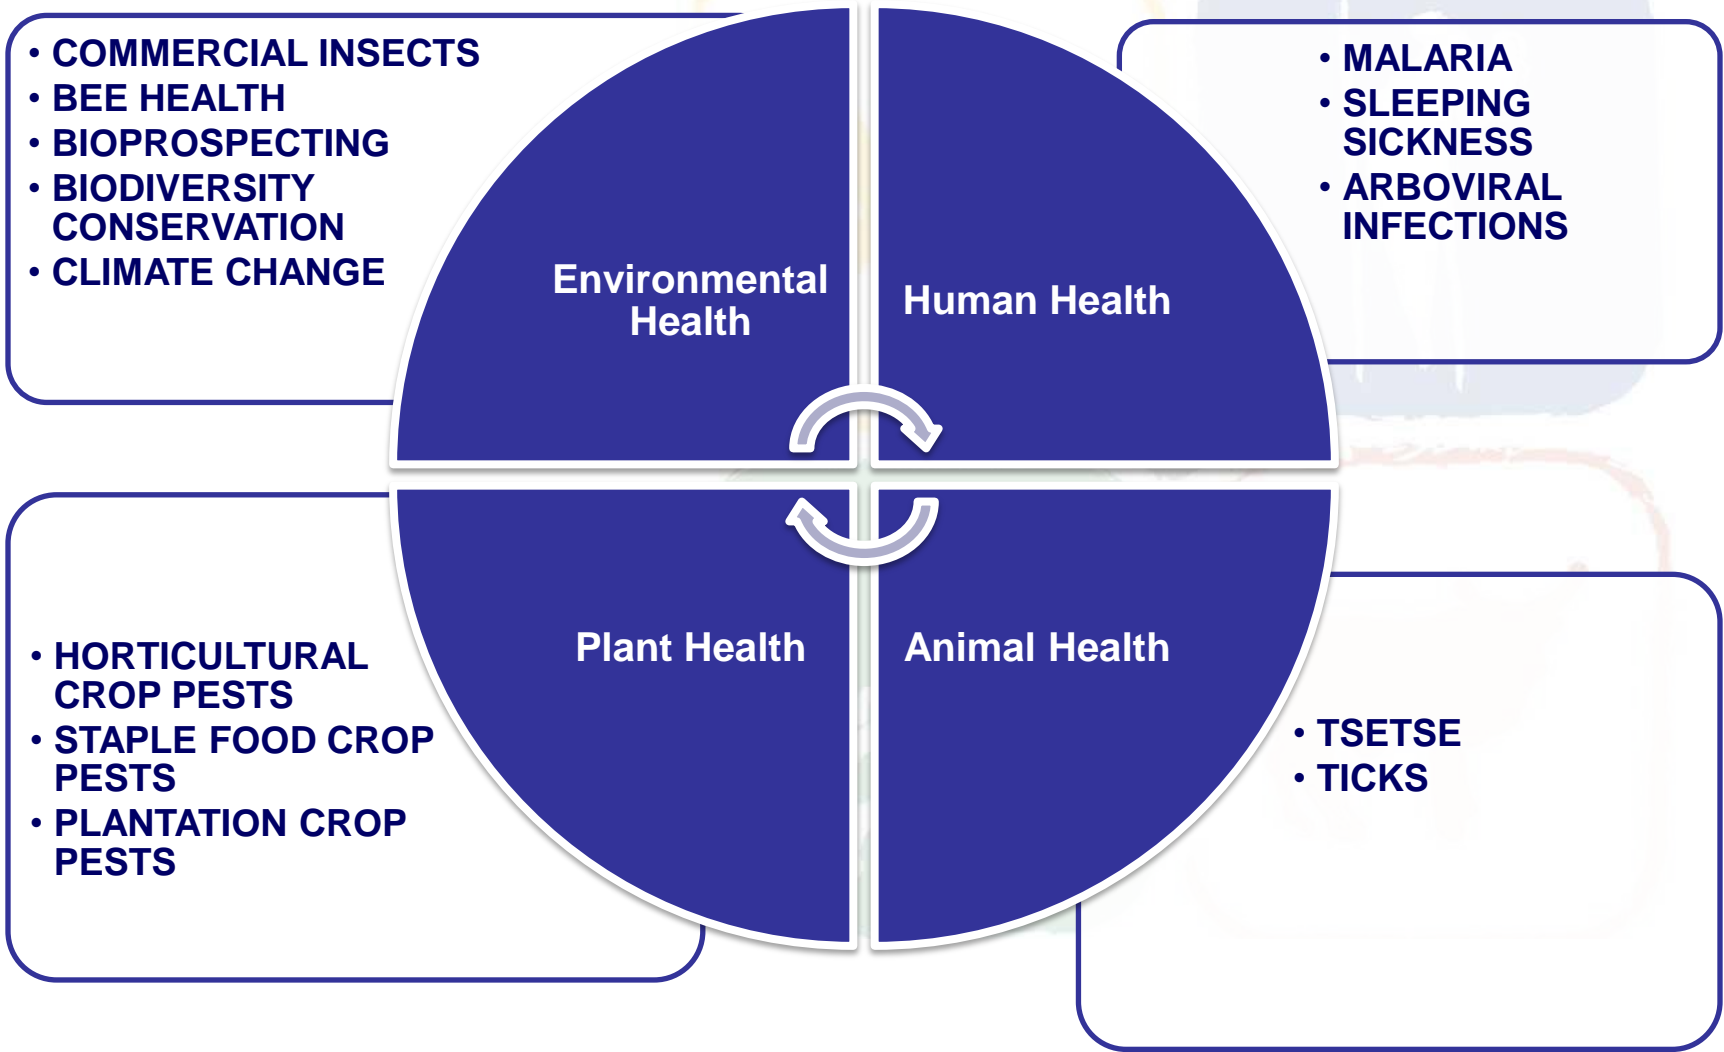 • COMMERCIAL INSECTS
• BEE HEALTH
• BIOPROSPECTING
• BIODIVERSITY
CONSERVATION
• CLIMATE CHANGE
Environmental
Health
Human Health
• MALARIA
• SLEEPING
SICKNESS
• ARBOVIRAL
INFECTIONS
• HORTICULTURAL
CROP PESTS
• STAPLE FOOD CROP
PESTS
• PLANTATION CROP
PESTS
Plant Health
Animal Health
• TSETSE
• TICKS